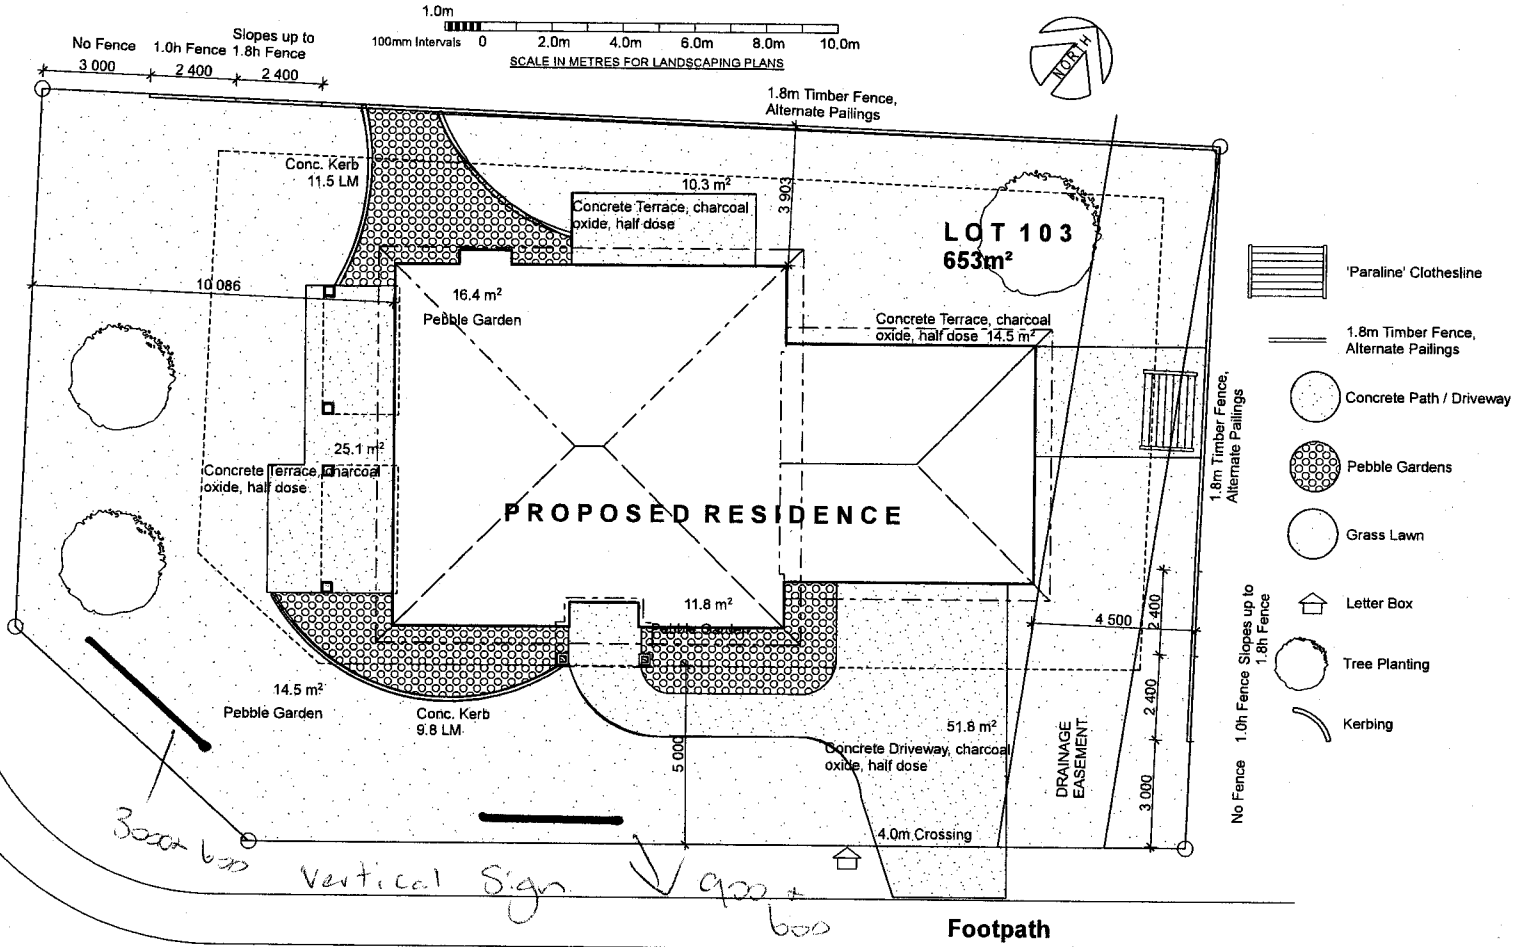 1.0m
100mm Intervals 0 2.0m 4.0m 6.0m 8.0m 10.0m
SCALE IN METRES FOR LANDSCAPING PLANS
NORTH
No Fence
1.0h Fence
Slopes up to
1.8h Fence
3 000
2 400
2 400
1.8m Timber Fence,
Alternate Pailings
Conc. Kerb
11.5 LM
10.3 m²
Concrete Terrace, charcoal
oxide, half dose
3 903
LOT 103
653m²
10 086
16.4 m²
Pebble Garden
Concrete Terrace, charcoal
oxide, half dose 14.5 m²
25.1 m²
Concrete Terrace, charcoal
oxide, half dose
PROPOSED RESIDENCE
11.8 m²
Pebble Garden
14.5 m²
Pebble Garden
Conc. Kerb
9.8 LM
5 000
51.8 m²
Concrete Driveway, charcoal
oxide, half dose
DRAINAGE
EASEMENT
4 500
2 400
2 400
3 000
1.8m Timber Fence,
Alternate Pailings
No Fence
1.0h Fence
Slopes up to
1.8h Fence
4.0m Crossing
Vertical Sign
900 x
600
Footpath
'Paraline' Clothesline
1.8m Timber Fence,
Alternate Pailings
Concrete Path / Driveway
Pebble Gardens
Grass Lawn
Letter Box
Tree Planting
Kerbing
3000 x 600